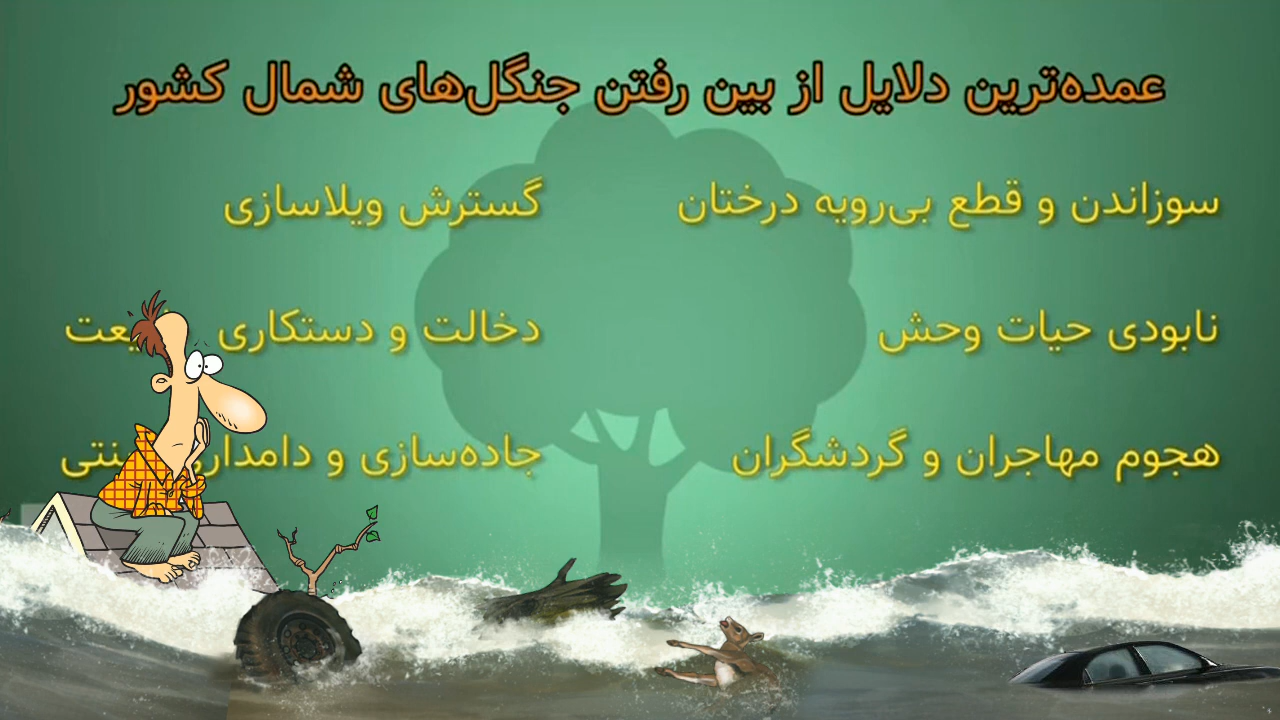 عمده‌ترین دلایل از بین رفتن جنگل‌های شمال کشور
سوزاندن و قطع بی‌رویه درختان
گسترش ویلاسازی
نابودی حیات وحش
دخالت و دستکاری
هجوم مهاجران و گردشگران
جاده‌سازی و دامداری